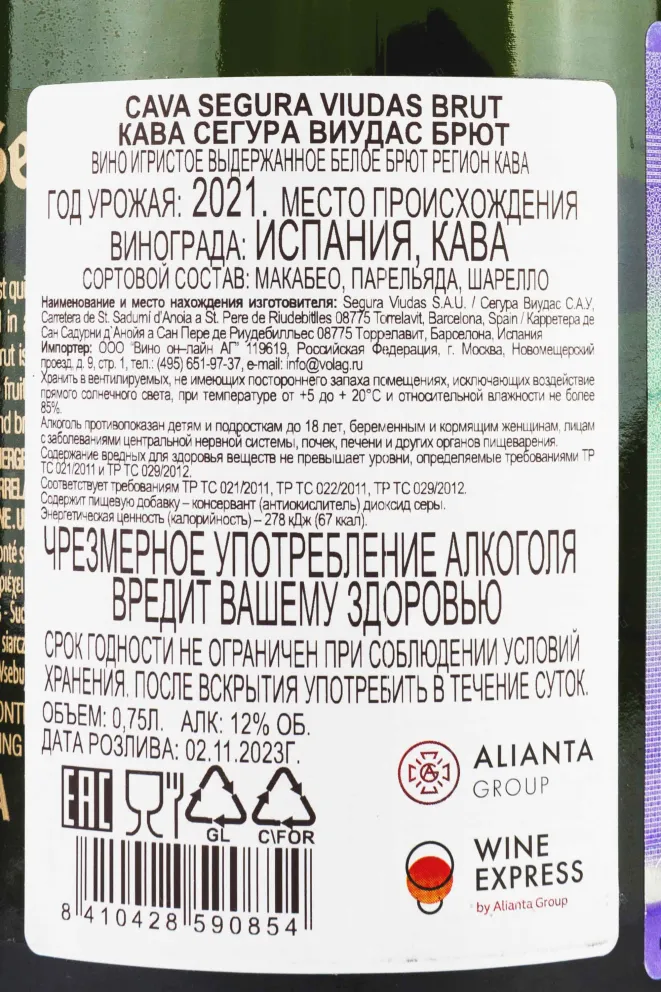 CAVA SEGURA VIUDAS BRUT
КАВА СЕГУРА ВИУДАС БРЮТ
ВИНО ИГРИСТОЕ ВЫДЕРЖАННОЕ БЕЛОЕ БРЮТ РЕГИОН КАВА
ГОД УРОЖАЯ: 2021. МЕСТО ПРОИСХОЖДЕНИЯ
ВИНОГРАДА: ИСПАНИЯ, КАВА
СОРТОВОЙ СОСТАВ: МАКАБЕО, ПАРЕЛЬЯДА, ШАРЕЛЛО
Наименование и место нахождения изготовителя: Segura Viudas S.A.U. / Сегура Виудас С.А.У,
Carretera de St. Sadurní d'Anoia a St. Pere de Riudebitlles 08775 Torrelavit, Barcelona, Spain / Карретера де
Сан Садурни д'Анойя а Сан Пере де Риудебилльес 08775 Торрелавит, Барселона, Испания
Импортер: ООО "Вино он-лайн АГ" 119619, Российская Федерация, г. Москва, Новомещерский
проезд, д. 9, стр. 1, тел.: (495) 651-97-37, e-mail: info@volag.ru
Хранить в вентилируемых, не имеющих постороннего запаха помещениях, исключающих воздействие
прямого солнечного света, при температуре от +5 до + 20°С и относительной влажности не более
85%.
Алкоголь противопоказан детям и подросткам до 18 лет, беременным и кормящим женщинам, лицам
с заболеваниями центральной нервной системы, почек, печени и других органов пищеварения.
Содержание вредных для здоровья веществ не превышает уровни, определяемые требованиями ТР
ТС 021/2011 и ТР ТС 029/2012.
Соответствует требованиям ТР ТС 021/2011, ТР ТС 022/2011, ТР ТС 029/2012.
Содержит пищевую добавку – консервант (антиокислитель) диоксид серы.
Энергетическая ценность (калорийность) – 278 кДж (67 ккал).
ЧРЕЗМЕРНОЕ УПОТРЕБЛЕНИЕ АЛКОГОЛЯ
ВРЕДИТ ВАШЕМУ ЗДОРОВЬЮ
СРОК ГОДНОСТИ НЕ ОГРАНИЧЕН ПРИ СОБЛЮДЕНИИ УСЛОВИЙ
ХРАНЕНИЯ. ПОСЛЕ ВСКРЫТИЯ УПОТРЕБИТЬ В ТЕЧЕНИЕ СУТОК.
ОБЪЕМ: 0,75Л. АЛК: 12% ОБ.
ДАТА РОЗЛИВА: 02.11.2023Г.
ALIANTA
GROUP
EAC
GL
C\FOR
WINE
EXPRESS
by Alianta Group
8 410428 590854